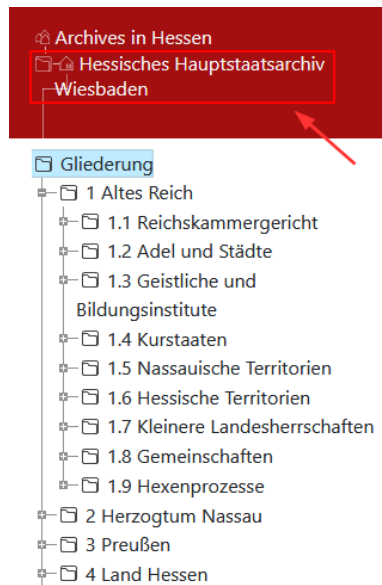 Archives in Hessen
Hessisches Hauptstaatsarchiv
Wiesbaden
Gliederung
1 Altes Reich
1.1 Reichskammergericht
1.2 Adel und Städte
1.3 Geistliche und
Bildungsinstitute
1.4 Kurstaaten
1.5 Nassauische Territorien
1.6 Hessische Territorien
1.7 Kleinere Landesherrschaften
1.8 Gemeinschaften
1.9 Hexenprozesse
2 Herzogtum Nassau
3 Preußen
4 Land Hessen